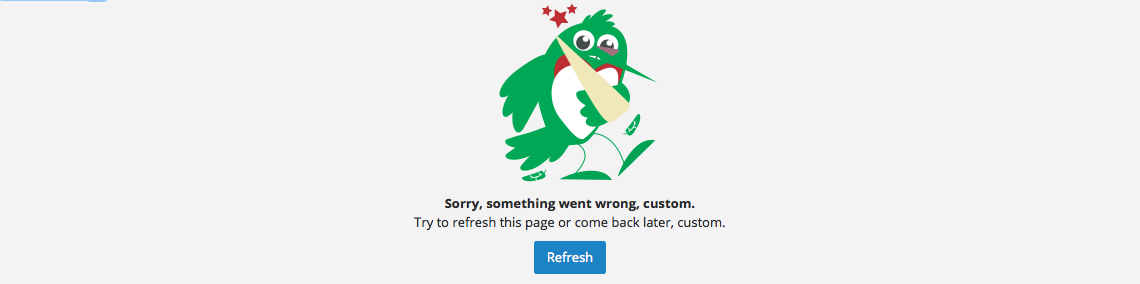 Sorry, something went wrong, custom.
Try to refresh this page or come back later, custom.
Refresh